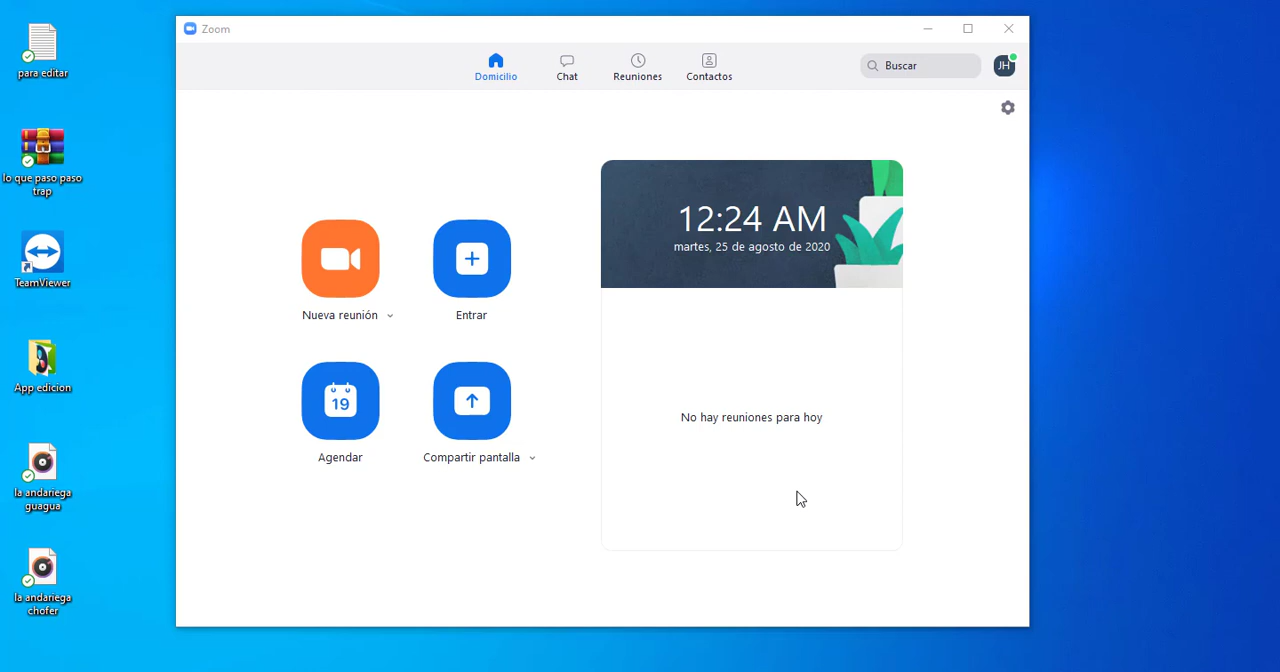 para editar
lo que paso paso
trap
TeamViewer
App edicion
la andariega
guagua
la andariega
chofer
Zoom
Domicilio
Chat
Reuniones
Contactos
Buscar
JH
Nueva reunión
Entrar
19
Agendar
Compartir pantalla
12:24 AM
martes, 25 de agosto de 2020
No hay reuniones para hoy